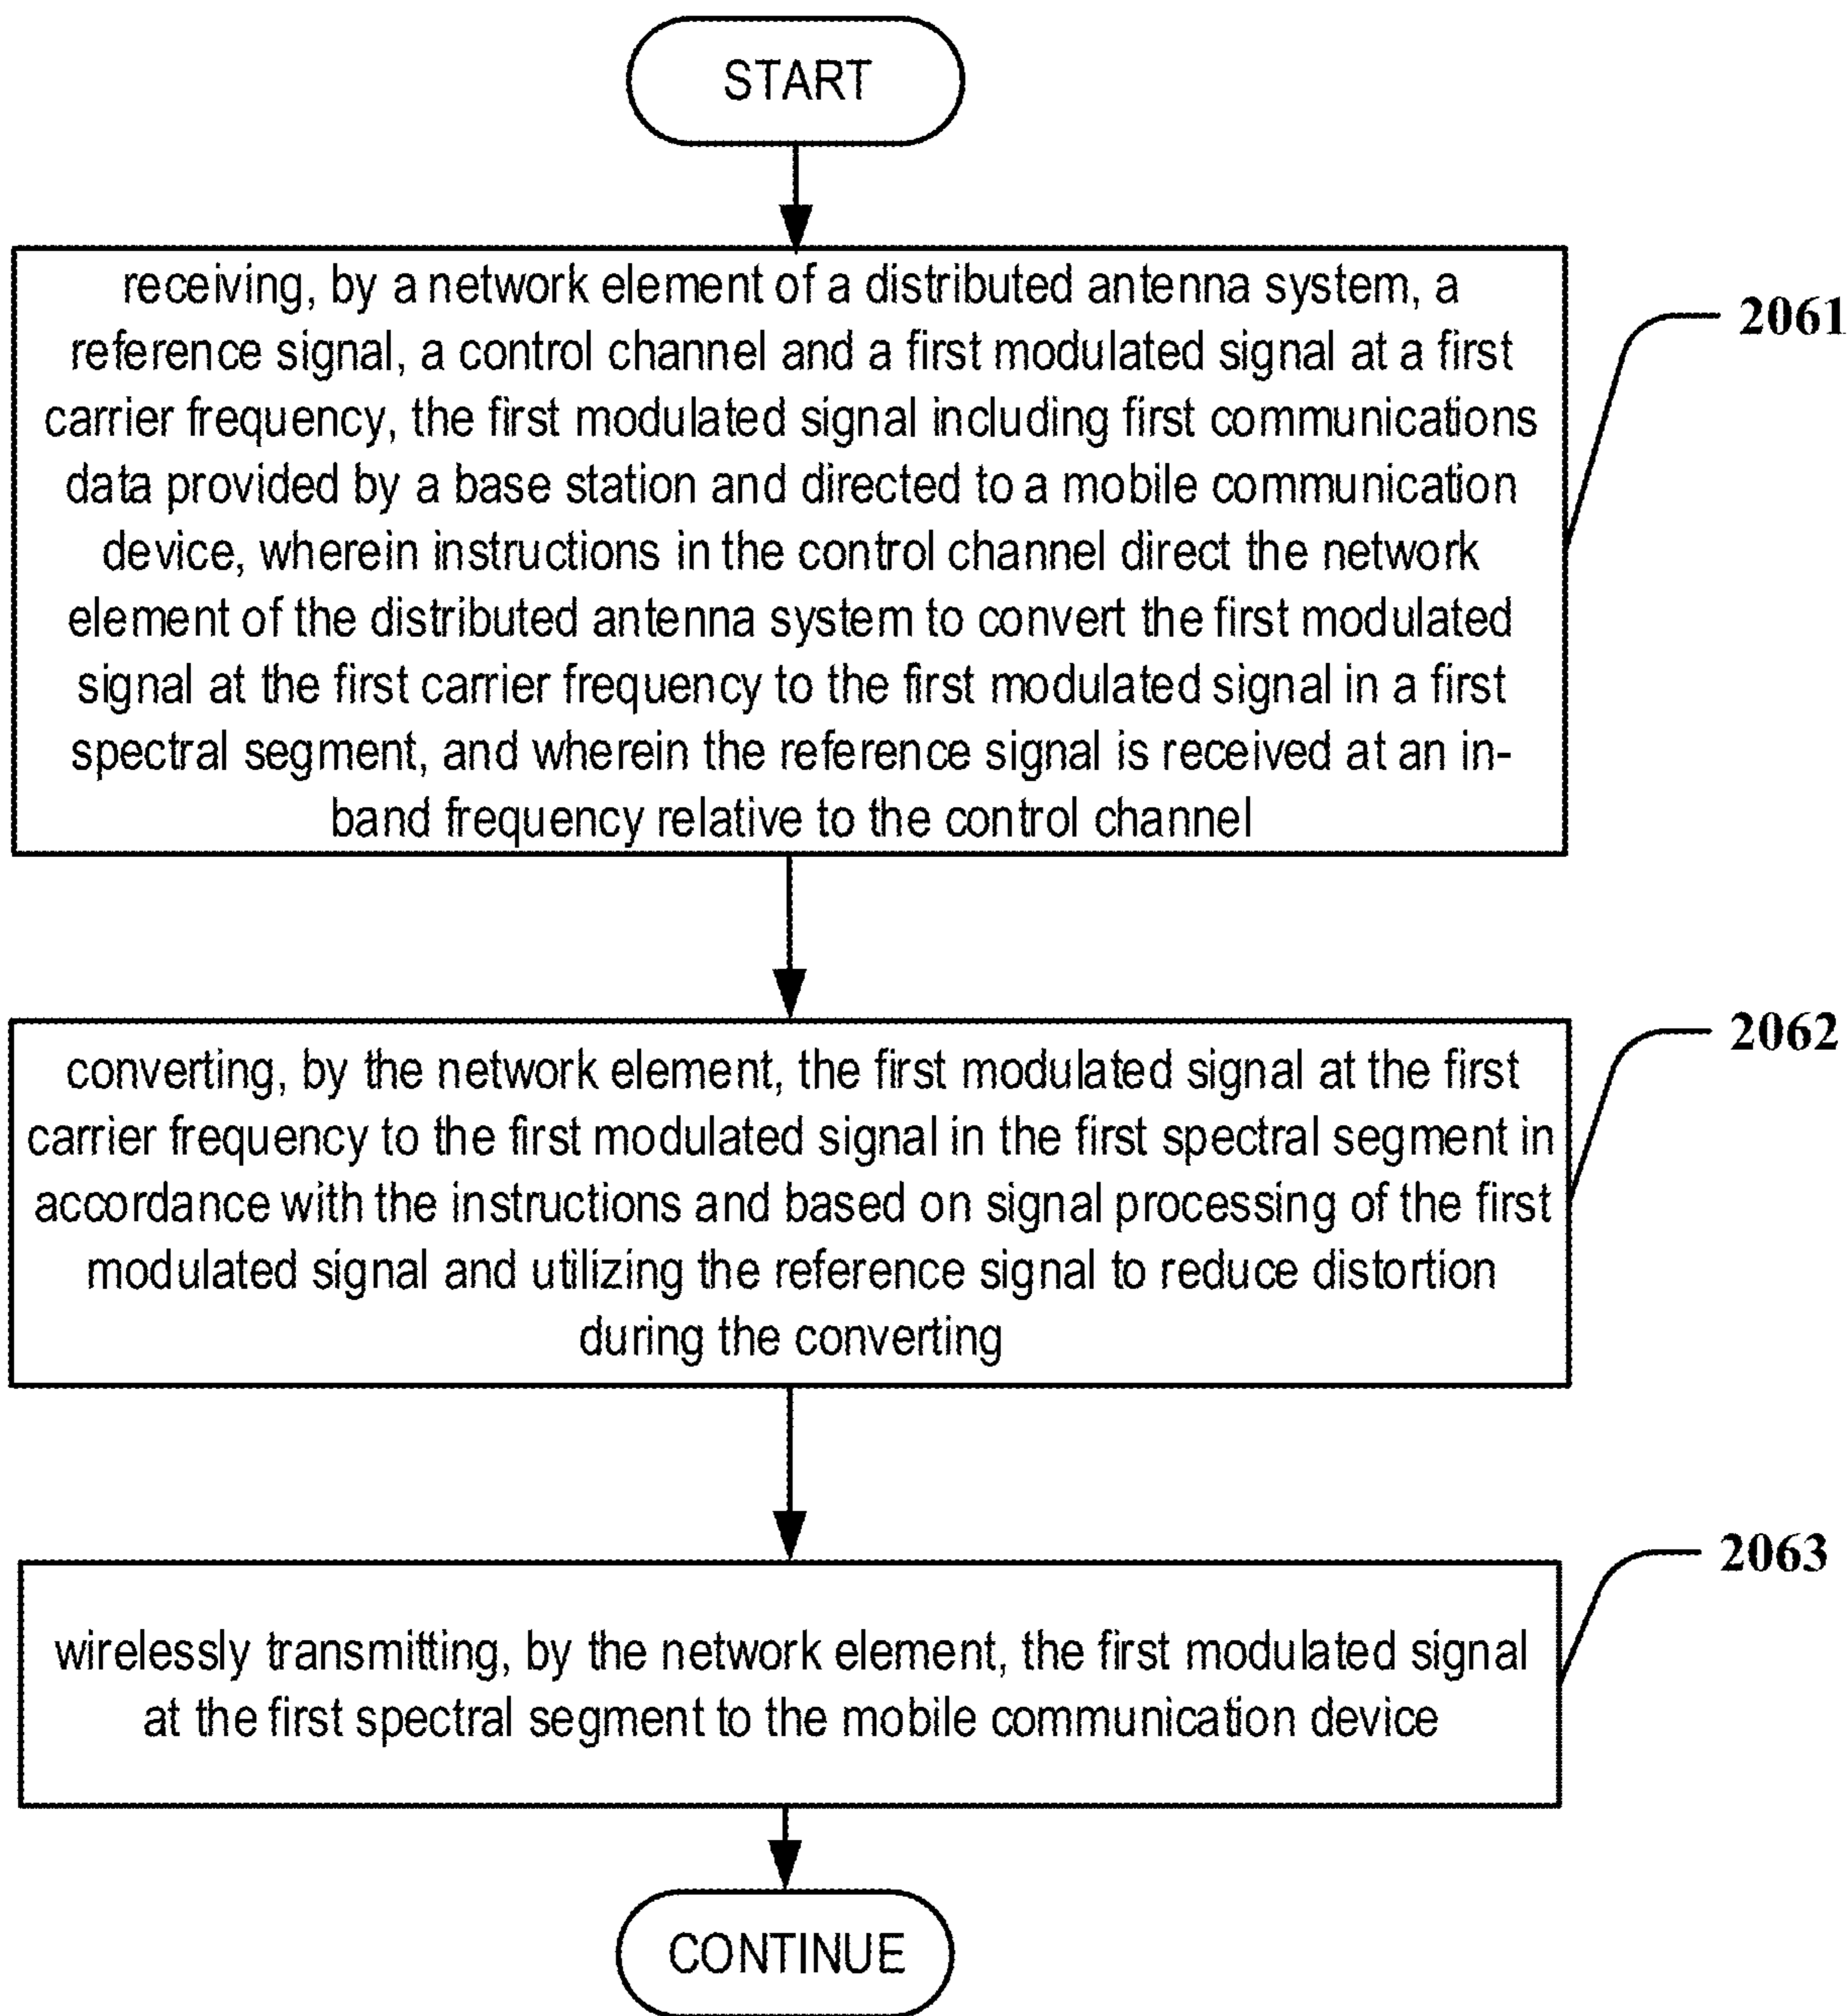 START
receiving, by a network element of a distributed antenna system, a
reference signal, a control channel and a first modulated signal at a first
carrier frequency, the first modulated signal including first communications
data provided by a base station and directed to a mobile communication
device, wherein instructions in the control channel direct the network
element of the distributed antenna system to convert the first modulated
signal at the first carrier frequency to the first modulated signal in a first
spectral segment, and wherein the reference signal is received at an in-
band frequency relative to the control channel
2061
converting, by the network element, the first modulated signal at the first
carrier frequency to the first modulated signal in the first spectral segment in
accordance with the instructions and based on signal processing of the first
modulated signal and utilizing the reference signal to reduce distortion
during the converting
2062
wirelessly transmitting, by the network element, the first modulated signal
at the first spectral segment to the mobile communication device
2063
CONTINUE